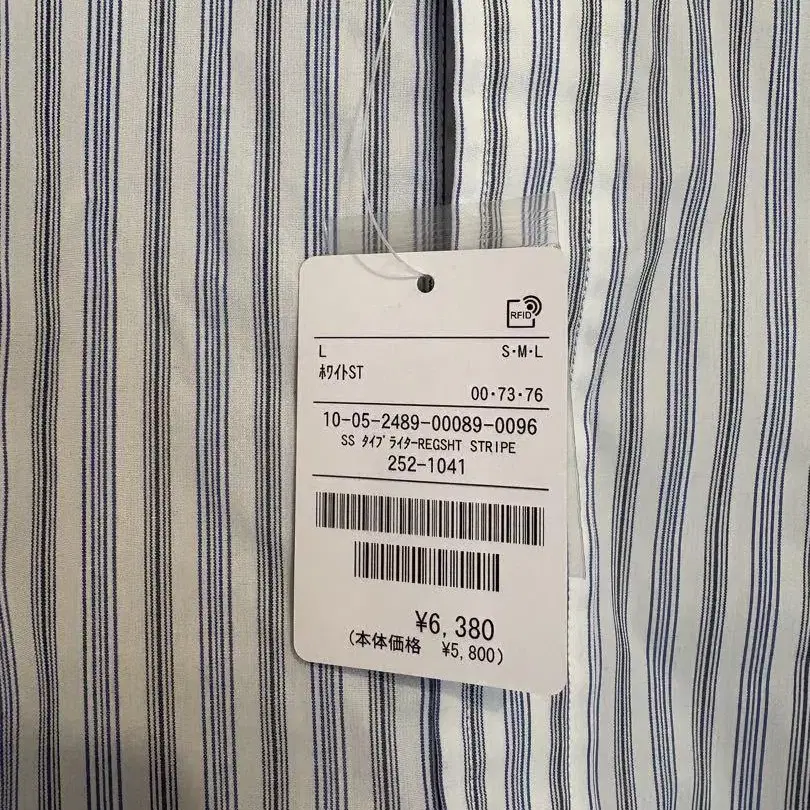 RFID
L S・M・L
ﾎﾜｲﾄST
00・73・76
10-05-2489-00089-0096
SS ﾀｲﾌﾟﾗｲﾀｰREGSHT STRIPE
252-1041
¥6,380
(本体価格 ¥5,800)